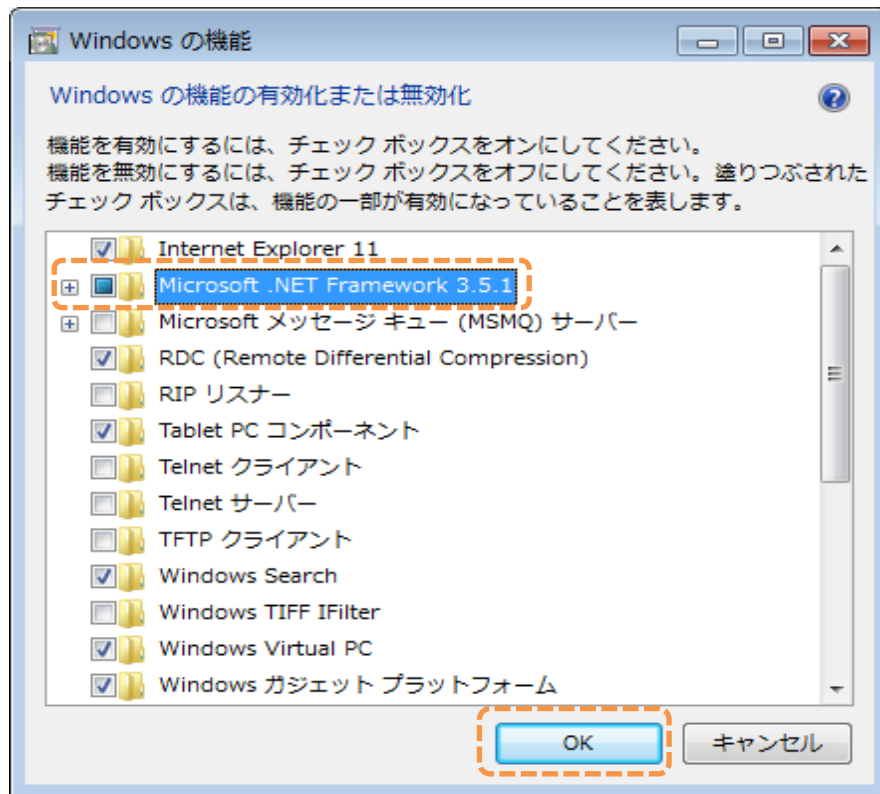 Windows の機能
Windows の機能の有効化または無効化
機能を有効にするには、チェック ボックスをオンにしてください。
機能を無効にするには、チェック ボックスをオフにしてください。塗りつぶされた
チェック ボックスは、機能の一部が有効になっていることを表します。
Internet Explorer 11
Microsoft .NET Framework 3.5.1
Microsoft メッセージ キュー (MSMQ) サーバー
RDC (Remote Differential Compression)
RIP リスナー
Tablet PC コンポーネント
Telnet クライアント
Telnet サーバー
TFTP クライアント
Windows Search
Windows TIFF IFilter
Windows Virtual PC
Windows ガジェット プラットフォーム
OK キャンセル